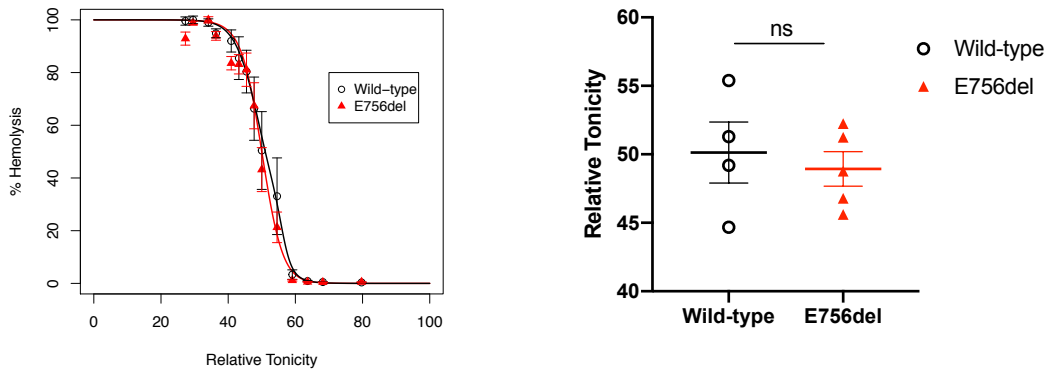 % Hemolysis
100
80
60
40
20
0
Wild-type
E756del
0 20 40 60 80 100
Relative Tonicity
Relative Tonicity
60
55
50
45
40
ns
Wild-type
E756del
Wild-type E756del